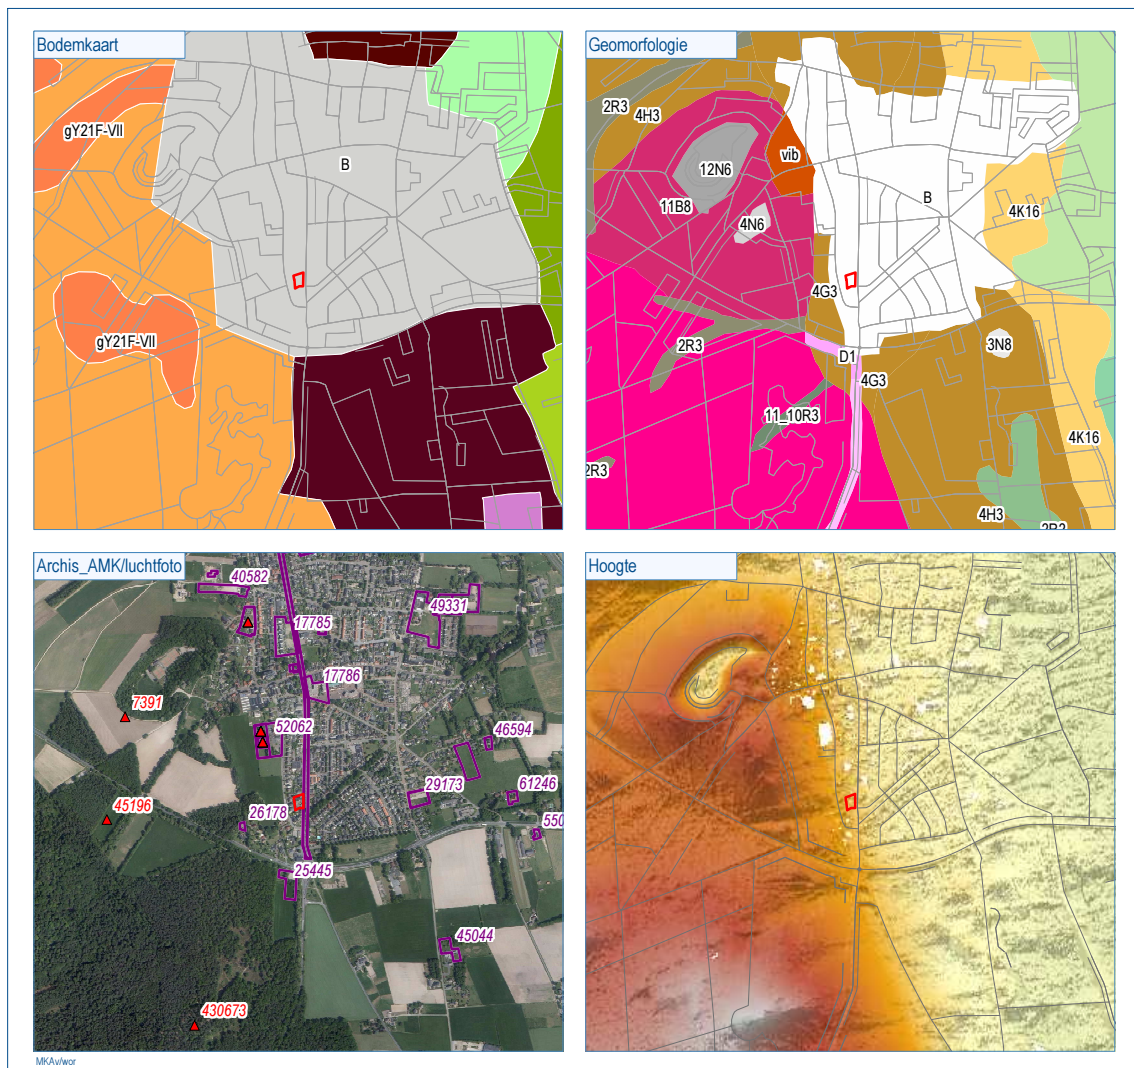 Bodemkaart
gY21F-VII
B
gY21F-VII
Geomorfologie
2R3
4H3
vib
12N6
11B8
4N6
B
4K16
4G3
2R3
D1
3N8
4G3
11_10R3
4K16
2R3
4H3
2R2
Archis_AMK/luchtfoto
40582
49331
17785
17786
7391
52062
46594
45196
29173
61246
26178
550
25445
45044
430673
Hoogte
MKAv/wor